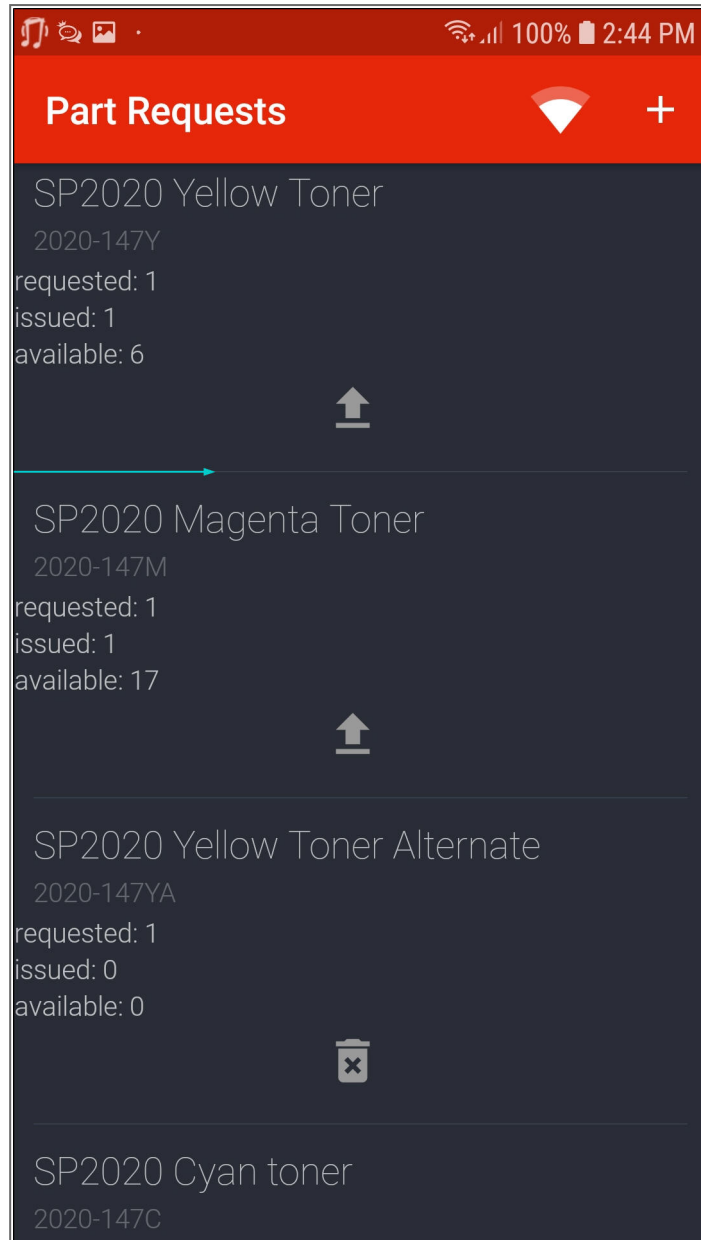 100% 2:44 PM
Part Requests
SP2020 Yellow Toner
2020-147Y
requested: 1
issued: 1
available: 6
SP2020 Magenta Toner
2020-147M
requested: 1
issued: 1
available: 17
SP2020 Yellow Toner Alternate
2020-147YA
requested: 1
issued: 0
available: 0
SP2020 Cyan toner
2020-147C